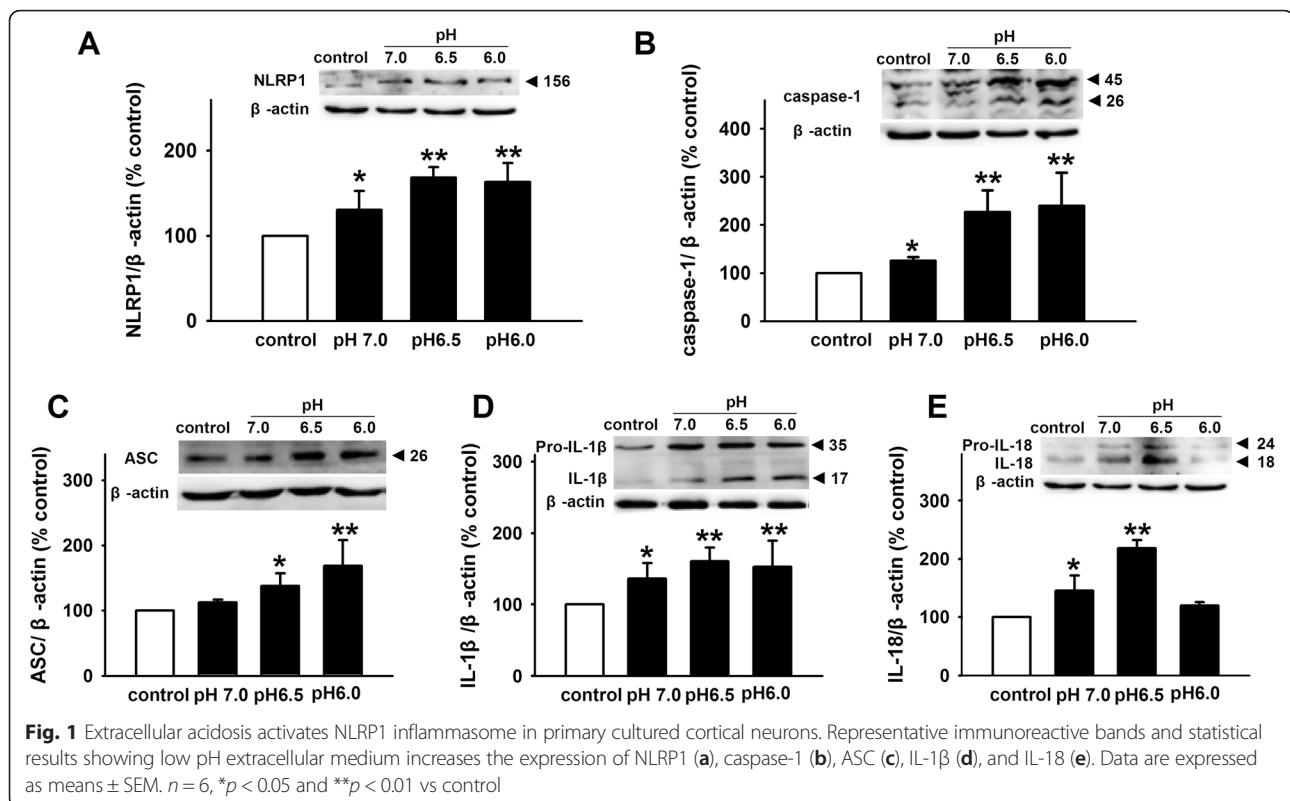 A
pH
control 7.0 6.5 6.0
NLRP1 ◄ 156
β -actin
NLRP1/β -actin (% control)
200
100
0
control pH 7.0 pH6.5 pH6.0
* ** **
B
pH
control 7.0 6.5 6.0
◄ 45
caspase-1 ◄ 26
β -actin
caspase-1/ β -actin (% control)
400
300
200
100
0
control pH 7.0 pH6.5 pH6.0
* ** **
C
pH
control 7.0 6.5 6.0
ASC ◄ 26
β -actin
ASC/ β -actin (% control)
300
200
100
0
control pH 7.0 pH6.5 pH6.0
* **
D
pH
control 7.0 6.5 6.0
Pro-IL-1β ◄ 35
IL-1β ◄ 17
β -actin
IL-1β /β -actin (% control)
300
200
100
0
control pH 7.0 pH6.5 pH6.0
* ** **
E
pH
control 7.0 6.5 6.0
Pro-IL-18 ◄ 24
IL-18 ◄ 18
β -actin
IL-18/β -actin (% control)
300
200
100
0
control pH 7.0 pH6.5 pH6.0
* **
Fig. 1 Extracellular acidosis activates NLRP1 inflammasome in primary cultured cortical neurons. Representative immunoreactive bands and statistical
results showing low pH extracellular medium increases the expression of NLRP1 (a), caspase-1 (b), ASC (c), IL-1β (d), and IL-18 (e). Data are expressed
as means ± SEM. n = 6, *p < 0.05 and **p < 0.01 vs control